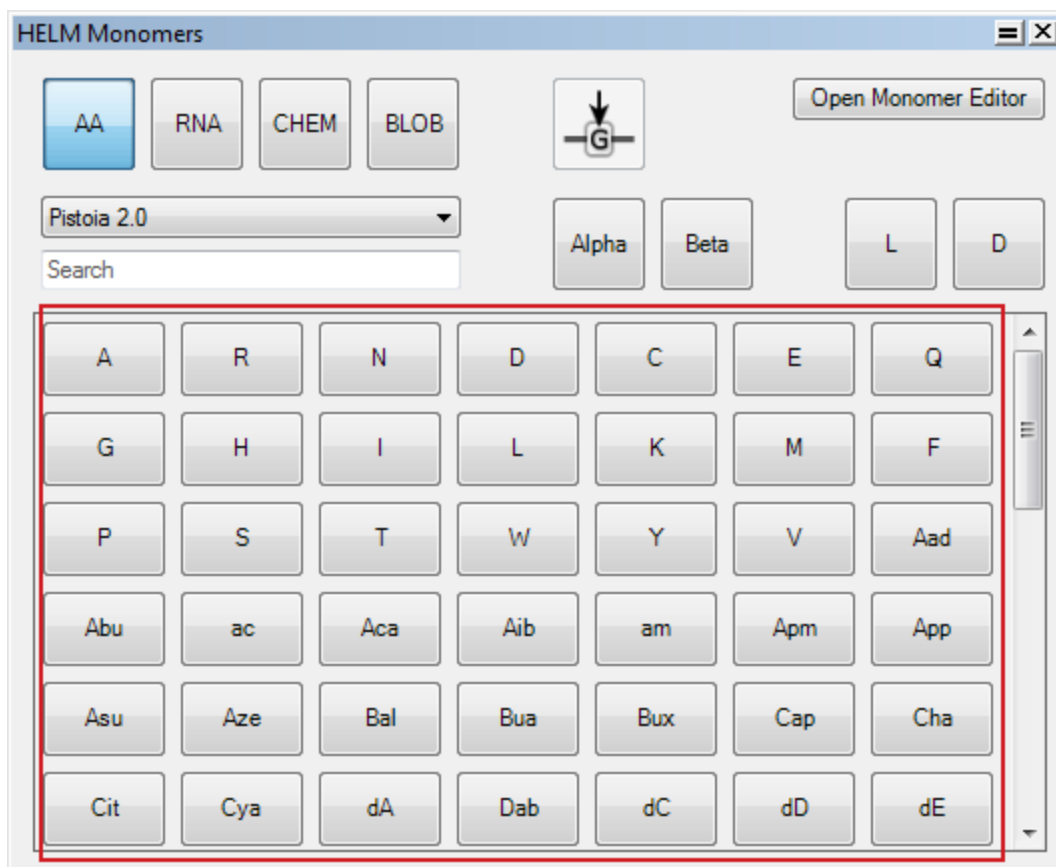 HELM Monomers
AA RNA CHEM BLOB G Open Monomer Editor
Pistoia 2.0
Search
Alpha Beta L D
A R N D C E Q
G H I L K M F
P S T W Y V Aad
Abu ac Aca Aib am Apm App
Asu Aze Bal Bua Bux Cap Cha
Cit Cya dA Dab dC dD dE